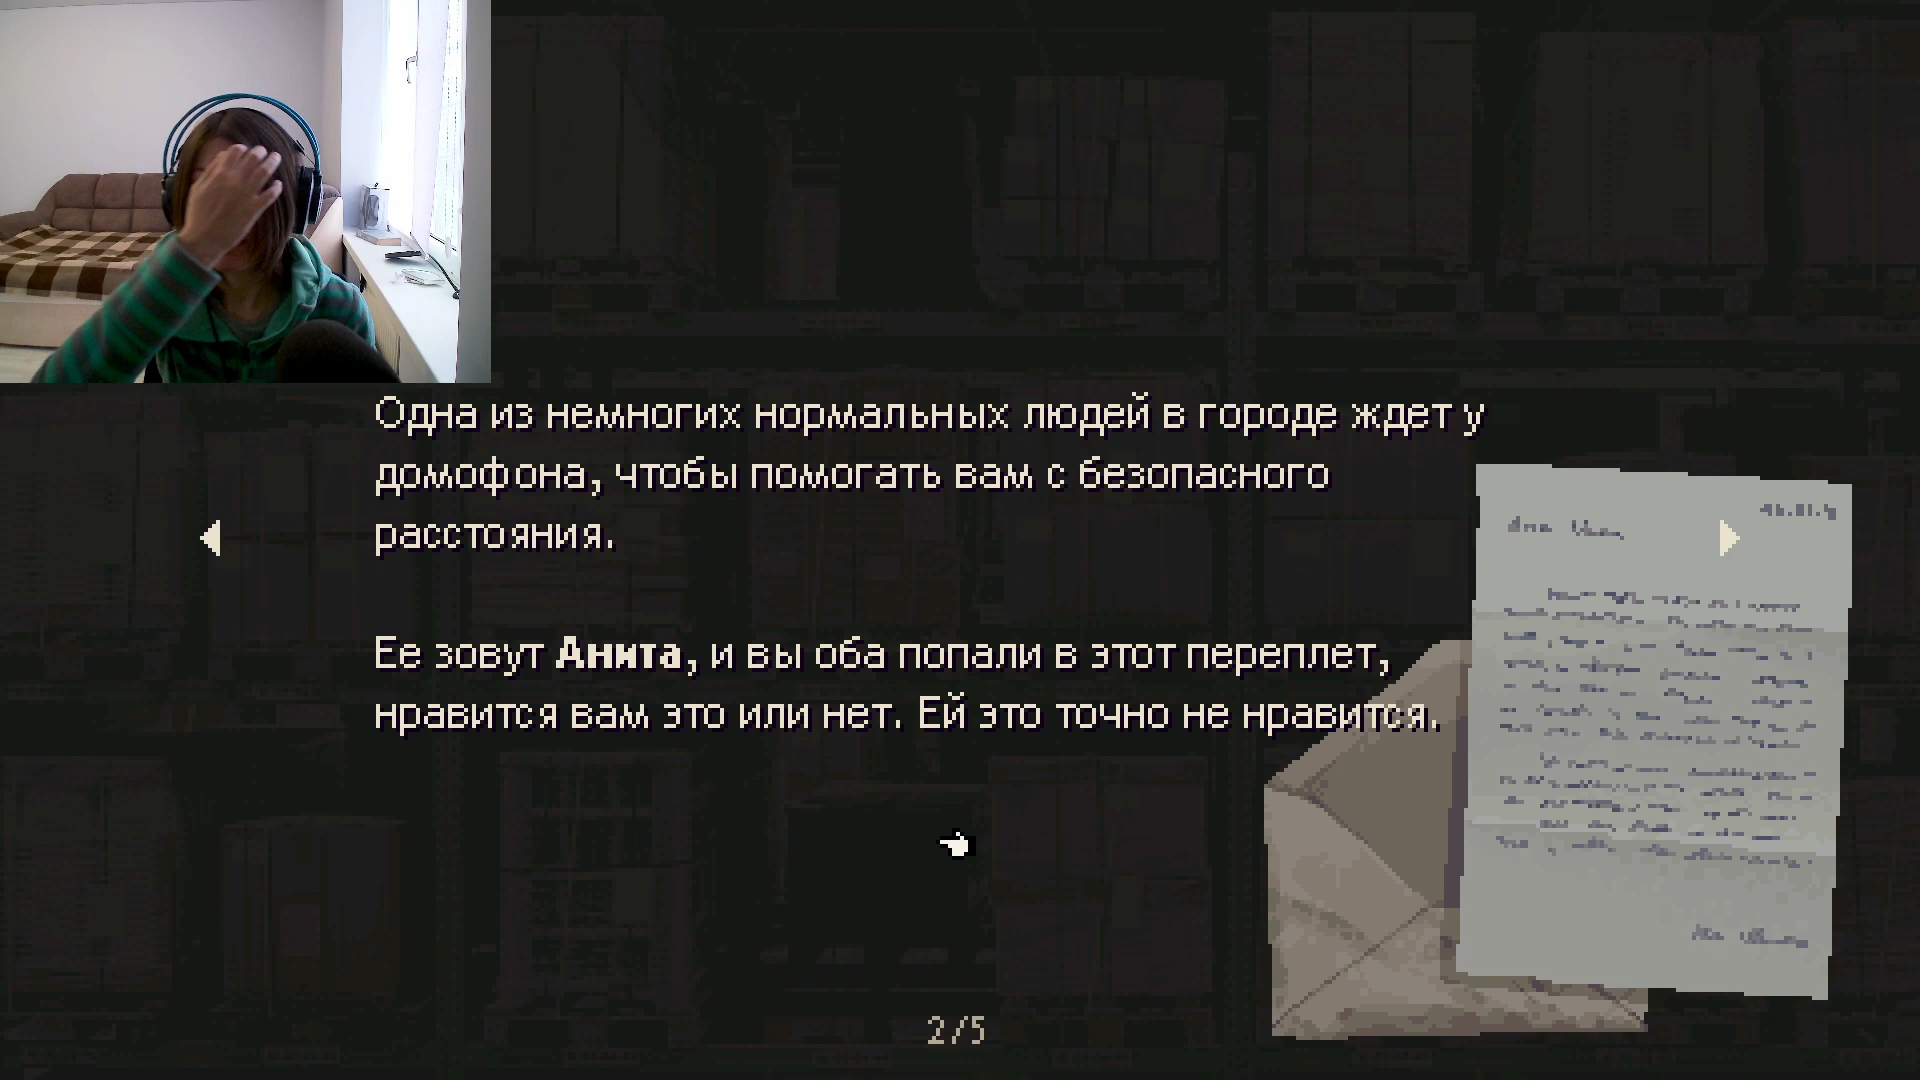 Одна из немногих нормальных людей в городе ждет у
домофона, чтобы помогать вам с безопасного
расстояния.
Ее зовут Анита, и вы оба попали в этот переплет,
нравится вам это или нет. Ей это точно не нравится.
2/5